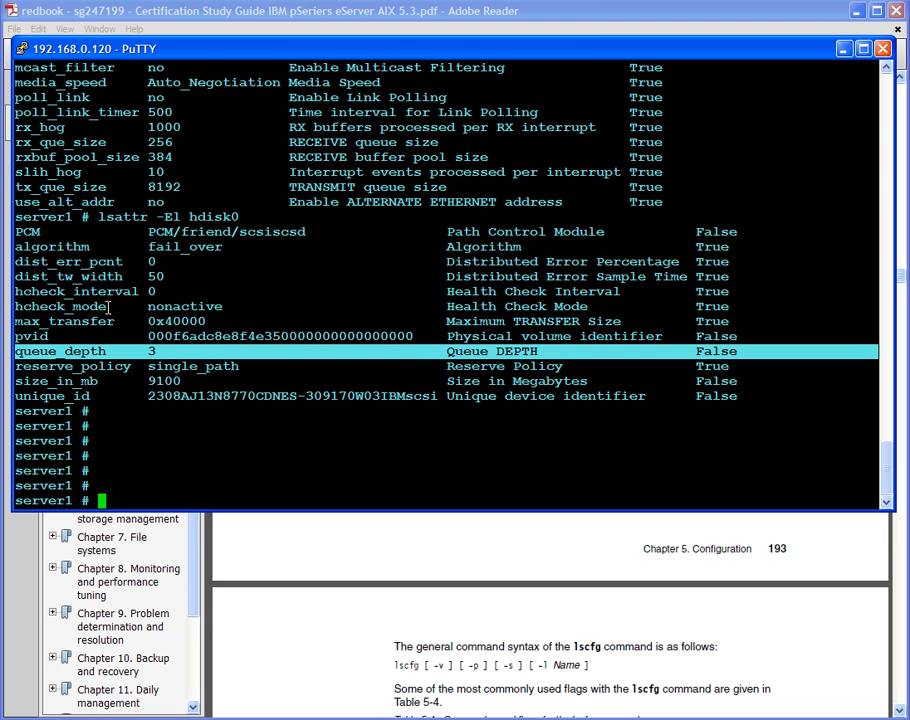 redbook - sg247199 - Certification Study Guide IBM pSeriers eServer AIX 5.3.pdf - Adobe Reader
File Edit View Window Help
192.168.0.120 - PuTTY
mcast_filter no Enable Multicast Filtering True
media_speed Auto_Negotiation Media Speed True
poll_link no Enable Link Polling True
poll_link_timer 500 Time interval for Link Polling True
rx_hog 1000 RX buffers processed per RX interrupt True
rx_que_size 256 RECEIVE queue size True
rxbuf_pool_size 384 RECEIVE buffer pool size True
slih_hog 10 Interrupt events processed per interrupt True
tx_que_size 8192 TRANSMIT queue size True
use_alt_addr no Enable ALTERNATE ETHERNET address True
server1 # lsattr -El hdisk0
PCM PCM/friend/scsiscsd Path Control Module False
algorithm fail_over Algorithm True
dist_err_pcnt 0 Distributed Error Percentage True
dist_tw_width 50 Distributed Error Sample Time True
hcheck_interval 0 Health Check Interval True
hcheck_mode nonactive Health Check Mode True
max_transfer 0x40000 Maximum TRANSFER Size True
pvid 000f6adc8e8f4e350000000000000000 Physical volume identifier False
queue_depth 3 Queue DEPTH False
reserve_policy single_path Reserve Policy True
size_in_mb 9100 Size in Megabytes False
unique_id 2308AJ13N8770CDNES-309170W03IBMscsi Unique device identifier False
server1 #
server1 #
server1 #
server1 #
server1 #
server1 #
server1 #
storage management
Chapter 7. File
systems
Chapter 8. Monitoring
and performance
tuning
Chapter 9. Problem
determination and
resolution
Chapter 10. Backup
and recovery
Chapter 11. Daily
management
Chapter 5. Configuration 193
The general command syntax of the lscfg command is as follows:
lscfg [ -v ] [ -p ] [ -s ] [ -l Name ]
Some of the most commonly used flags with the lscfg command are given in
Table 5-4.